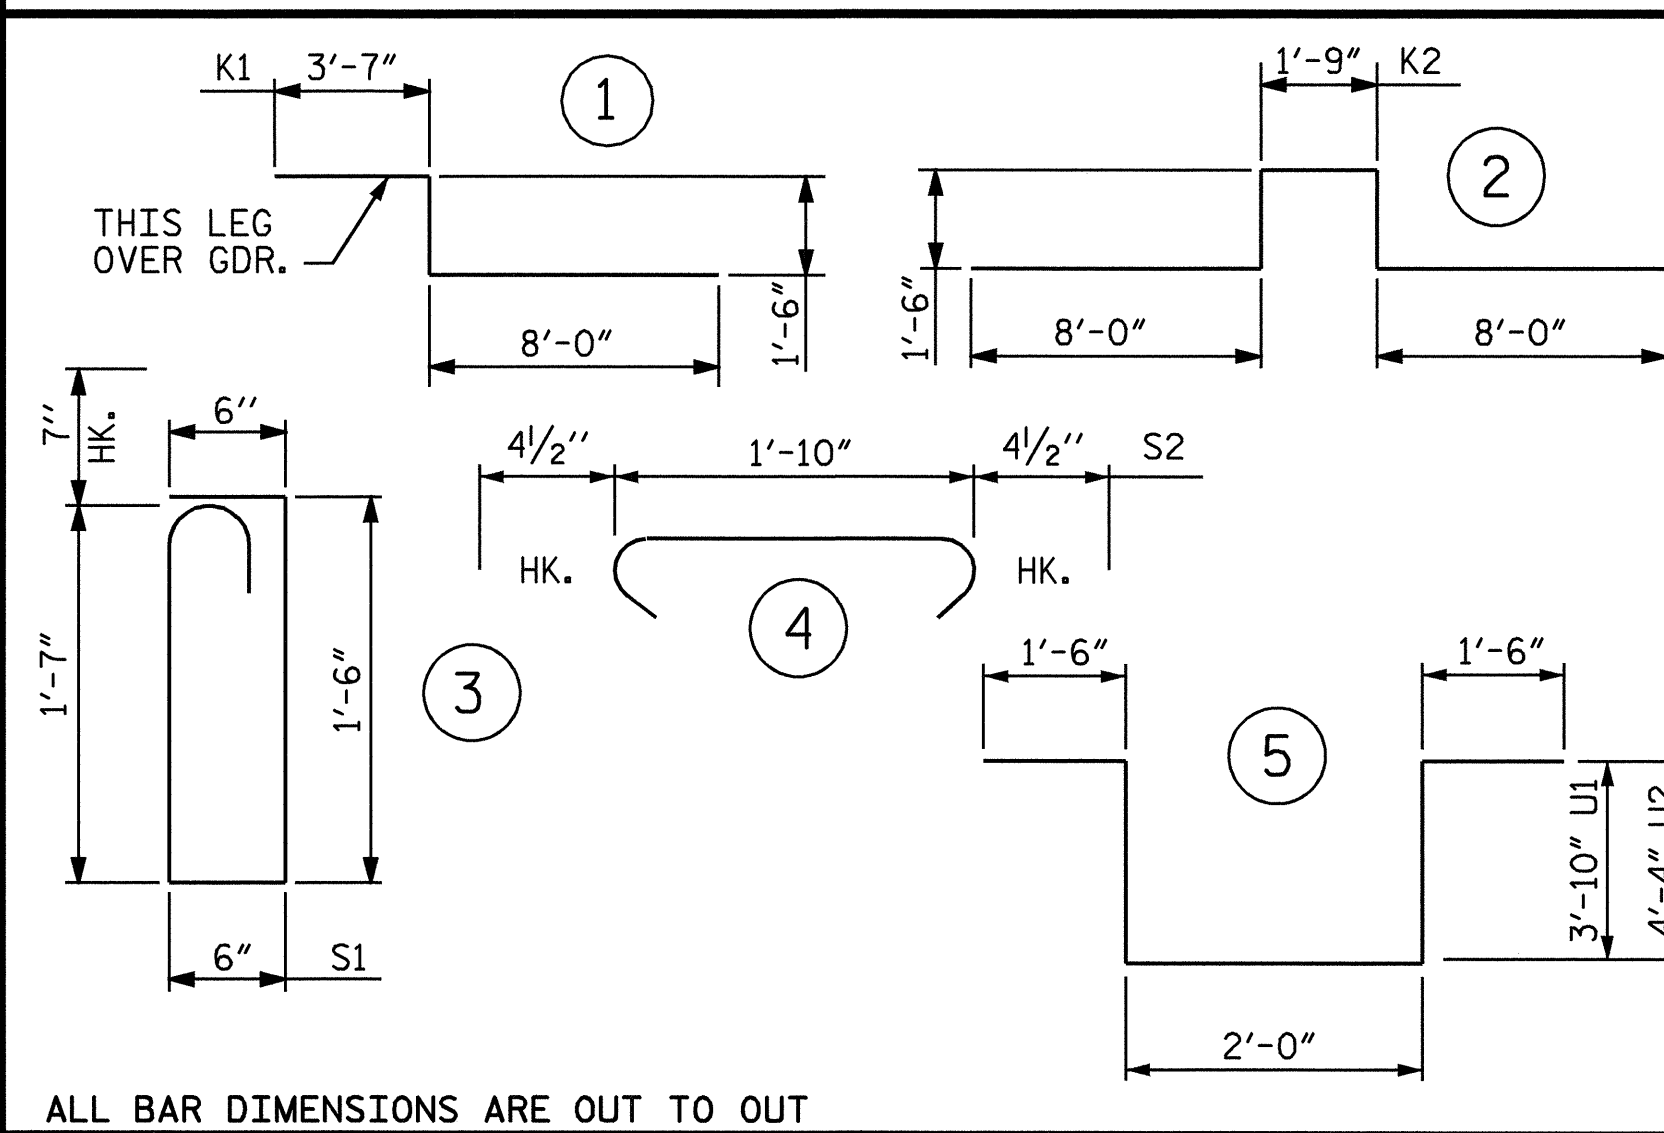 K1 3'-7"
1
1'-9" K2
2
THIS LEG
OVER GDR.
1'-6"
8'-0"
1'-6"
8'-0"
8'-0"
7''
HK.
6''
4½''
1'-10"
4½''
S2
HK.
HK.
4
1'-7"
1'-6"
3
6"
S1
1'-6"
1'-6"
5
3'-10" U1
4'-4" U2
2'-0"
ALL BAR DIMENSIONS ARE OUT TO OUT